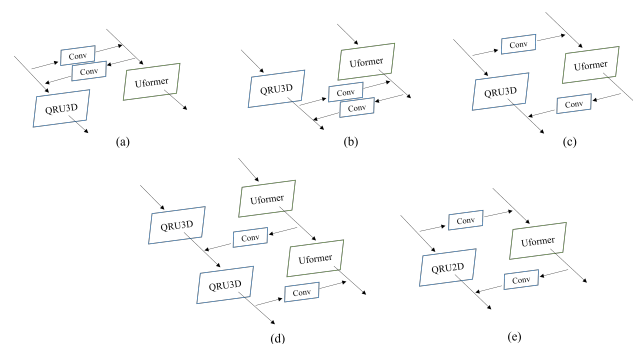 Conv
Conv
Uformer
QRU3D
(a)
Uformer
QRU3D
Conv
Conv
(b)
Conv
Uformer
QRU3D
Conv
(c)
Uformer
QRU3D
Conv
Uformer
QRU3D
Conv
(d)
Conv
Uformer
QRU2D
Conv
(e)